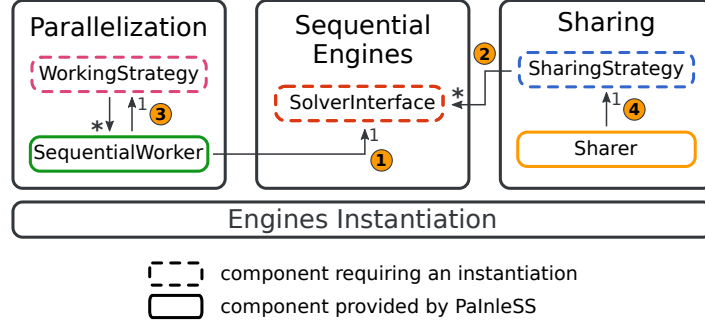 Parallelization
WorkingStrategy
* 1 3
SequentialWorker
Sequential
Engines
SolverInterface
*
1
1
2
Sharing
SharingStrategy
1 4
Sharer
Engines Instantiation
component requiring an instantiation
component provided by PaInleSS